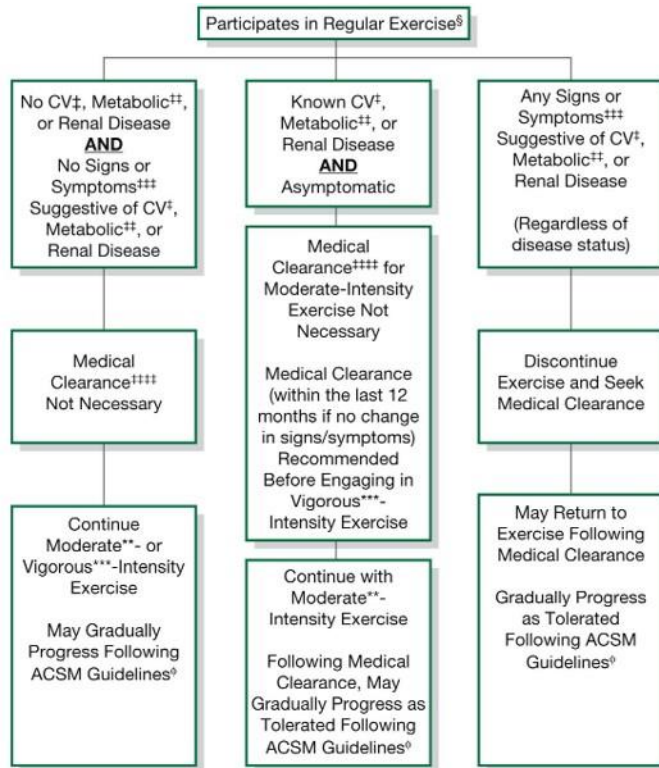 Participates in Regular Exercise§
No CV‡, Metabolic‡‡,
or Renal Disease
AND
No Signs or
Symptoms‡‡‡
Suggestive of CV‡,
Metabolic‡‡, or
Renal Disease
Medical
Clearance‡‡‡‡
Not Necessary
Continue
Moderate**- or
Vigorous***-Intensity
Exercise
May Gradually
Progress Following
ACSM Guidelinesᶲ
Known CV‡,
Metabolic‡‡, or
Renal Disease
AND
Asymptomatic
Medical
Clearance‡‡‡‡ for
Moderate-Intensity
Exercise Not
Necessary
Medical Clearance
(within the last 12
months if no change
in signs/symptoms)
Recommended
Before Engaging in
Vigorous***-
Intensity Exercise
Continue with
Moderate**-
Intensity Exercise
Following Medical
Clearance, May
Gradually Progress as
Tolerated Following
ACSM Guidelinesᶲ
Any Signs or
Symptoms‡‡‡
Suggestive of CV‡,
Metabolic‡‡, or
Renal Disease
(Regardless of
disease status)
Discontinue
Exercise and Seek
Medical Clearance
May Return to
Exercise Following
Medical Clearance
Gradually Progress
as Tolerated
Following ACSM
Guidelinesᶲ